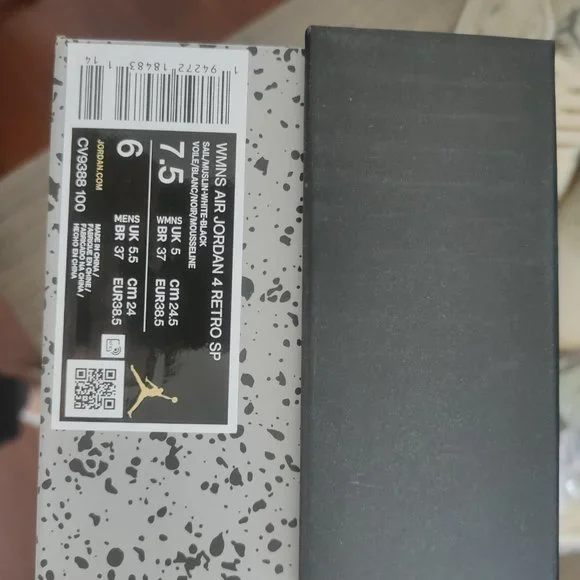 1 94272 18483 1 14
WMNS AIR JORDAN 4 RETRO SP
SAIL/MUSLIN-WHITE-BLACK
VOILE/BLANC/NOIR/MOUSSELINE
7.5
WMNS UK 5 cm 24.5
BR 37 EUR38.5
6
MENS UK 5.5 cm 24
BR 37 EUR38.5
JORDAN.COM
CV9388 100
MADE IN CHINA /
FABRIQUE EN CHINE /
FABRICADO NA CHINA /
HECHO EN CHINA